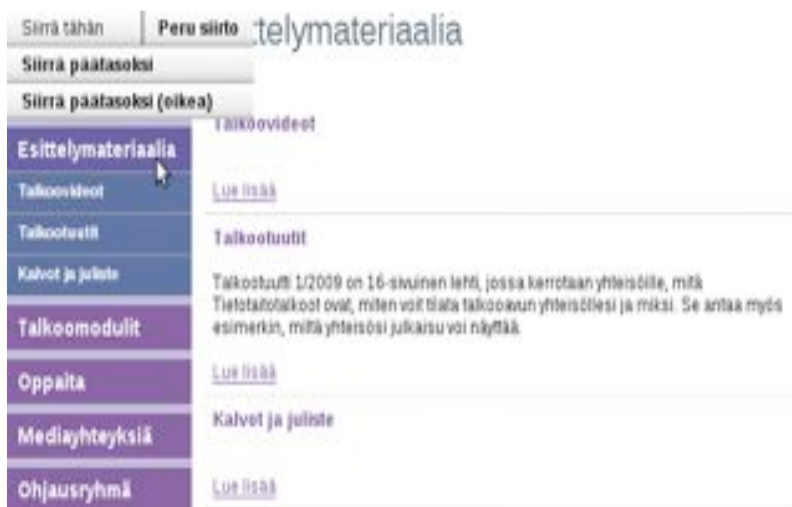 Siirrä tähän Peru siirto
telymateriaalia
Siirrä päätasoksi
Siirrä päätasoksi (oikea)
Esittelymateriaalia
Talkoovideot
Talkootuutit
Kalvot ja juliste
Talkoomodulit
Oppaita
Mediayhteyksiä
Ohjausryhmä
Talkoovideot
Lue lisää
Talkootuutit
Talkootuutti 1/2009 on 16-sivuinen lehti, jossa kerrotaan yhteisöille, mitä
Tietotaitotalkoot ovat, miten voit tilata talkooavun yhteisöllesi ja miksi. Se antaa myös
esimerkin, miltä yhteisösi julkaisu voi näyttää.
Lue lisää
Kalvot ja juliste
Lue lisää